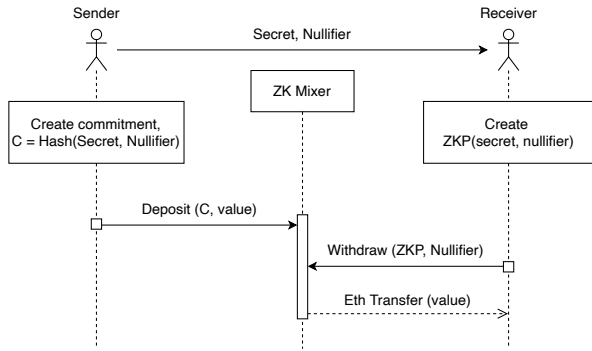 Sender
Receiver
Secret, Nullifier
ZK Mixer
Create commitment,
C = Hash(Secret, Nullifier)
Create
ZKP(secret, nullifier)
Deposit (C, value)
Withdraw (ZKP, Nullifier)
Eth Transfer (value)